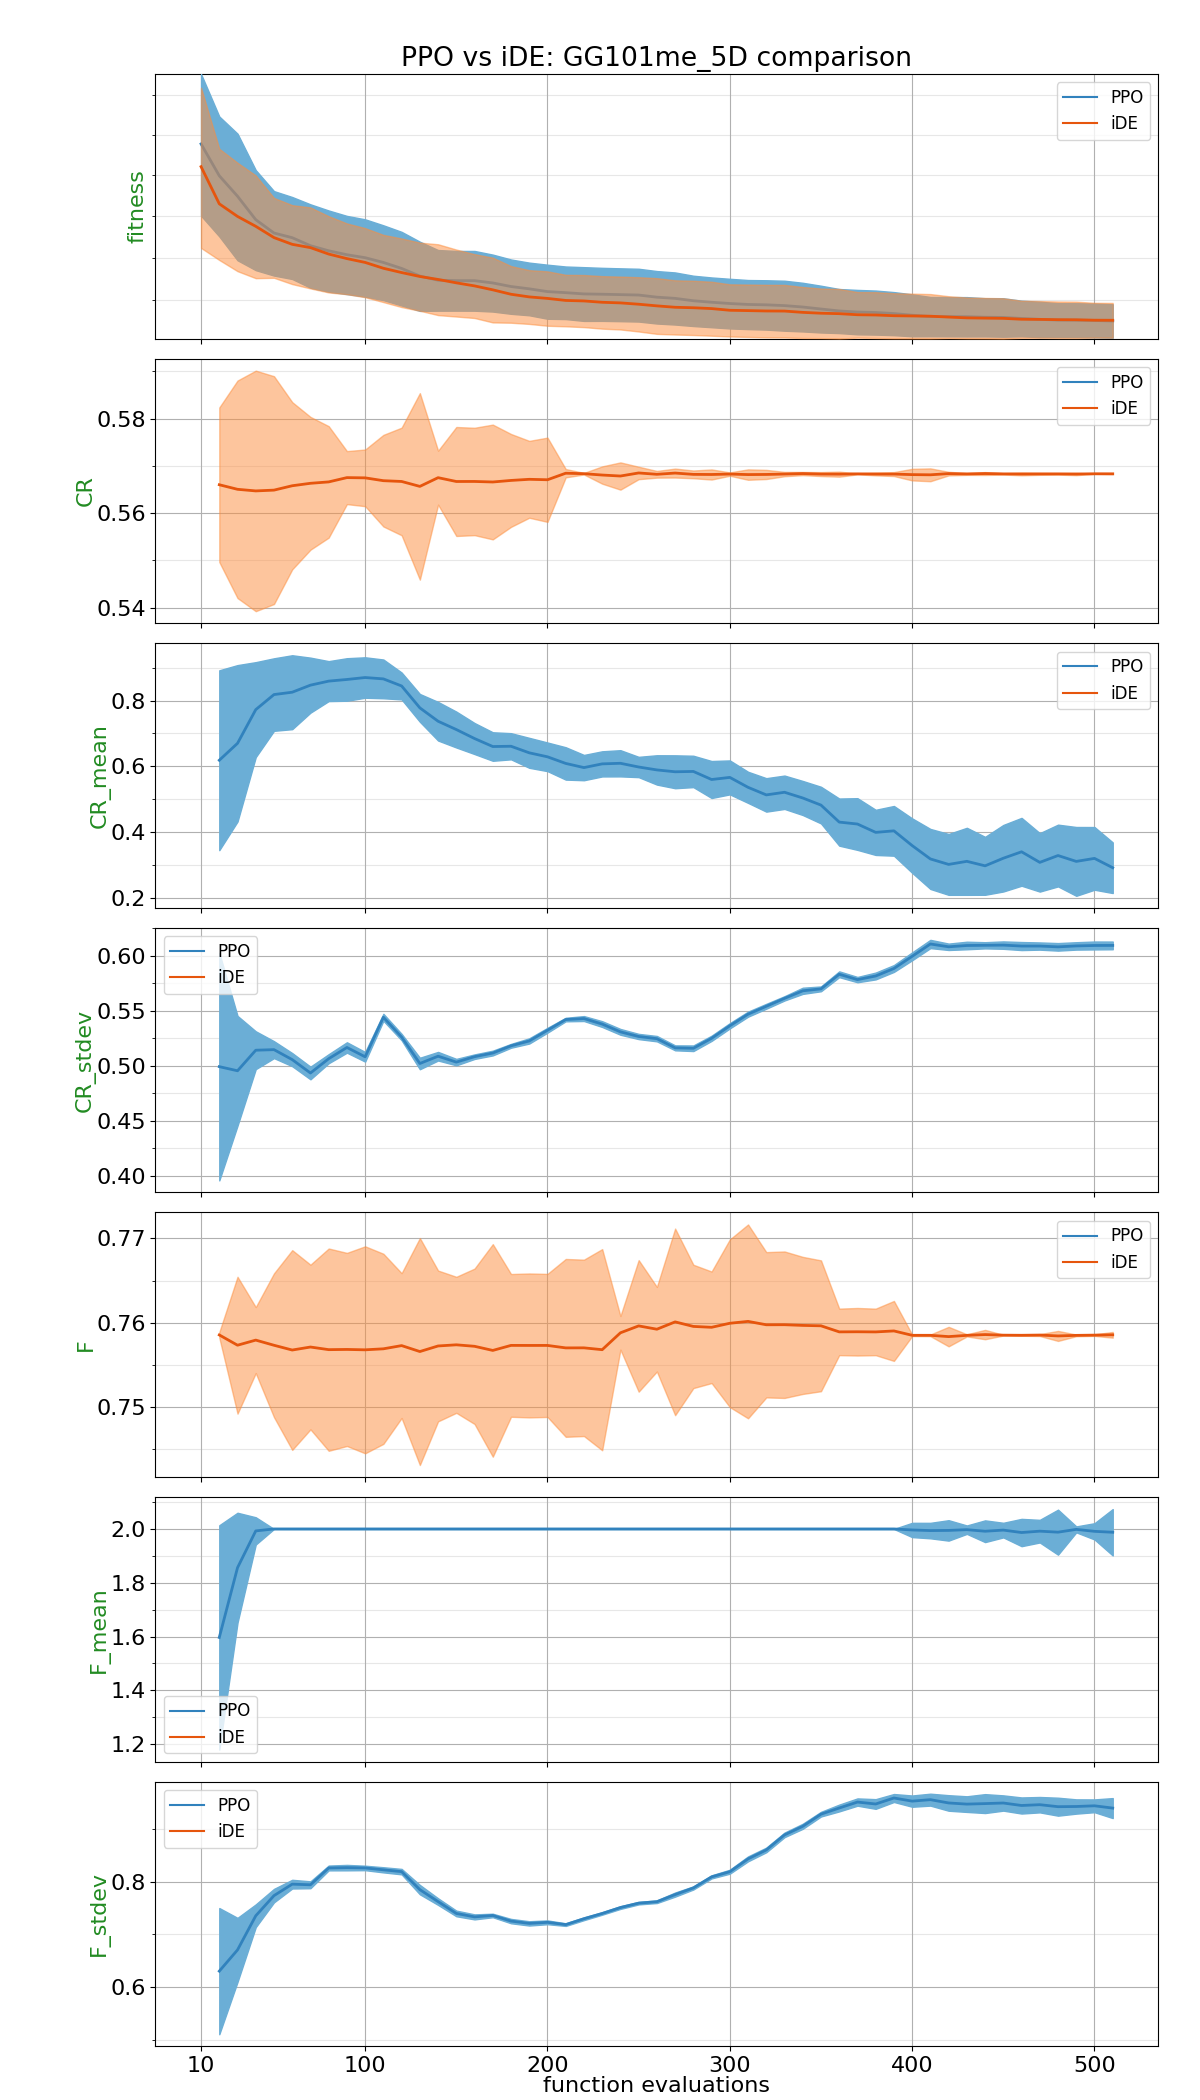 PPO vs iDE: GG101me_5D comparison
fitness
PPO
iDE
CR
0.58
0.56
0.54
PPO
iDE
CR_mean
0.8
0.6
0.4
0.2
PPO
iDE
CR_stdev
0.60
0.55
0.50
0.45
0.40
PPO
iDE
F
0.77
0.76
0.75
PPO
iDE
F_mean
2.0
1.8
1.6
1.4
1.2
PPO
iDE
F_stdev
0.8
0.6
PPO
iDE
10 100 200 300 400 500
function evaluations